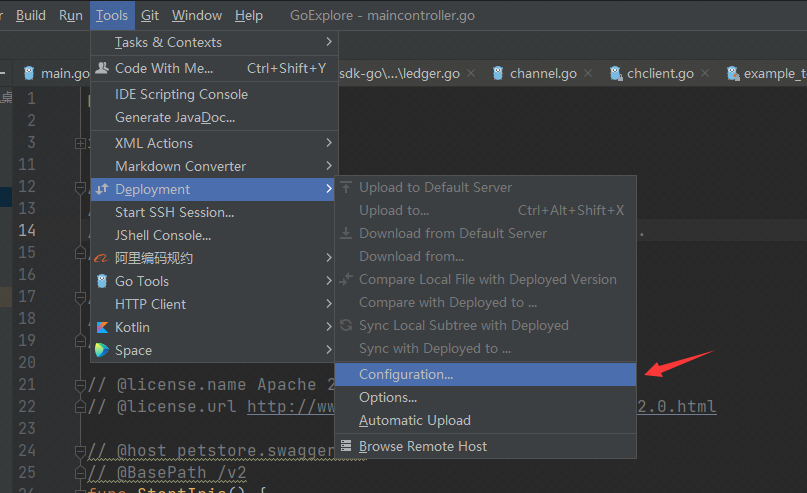 Build Run Tools Git Window Help GoExplore - maincontroller.go
Tasks & Contexts
Code With Me... Ctrl+Shift+Y
IDE Scripting Console
Generate JavaDoc...
XML Actions
Markdown Converter
Deployment
Start SSH Session...
JShell Console...
阿里编码规约
Go Tools
HTTP Client
Kotlin
Space
Upload to Default Server
Upload to... Ctrl+Alt+Shift+X
Download from Default Server
Download from...
Compare Local File with Deployed Version
Compare with Deployed to ...
Sync Local Subtree with Deployed
Sync with Deployed to ...
Configuration...
Options...
Automatic Upload
Browse Remote Host
main.go sdk-go\...\ledger.go channel.go chclient.go example_t
1
2
3
11
12
13
14
15
16
17
18
19
20
21 // @license.name Apache 2
22 // @license.url http://ww 2.0.html
23
24 // @host petstore.swagger
25 // @BasePath /v2